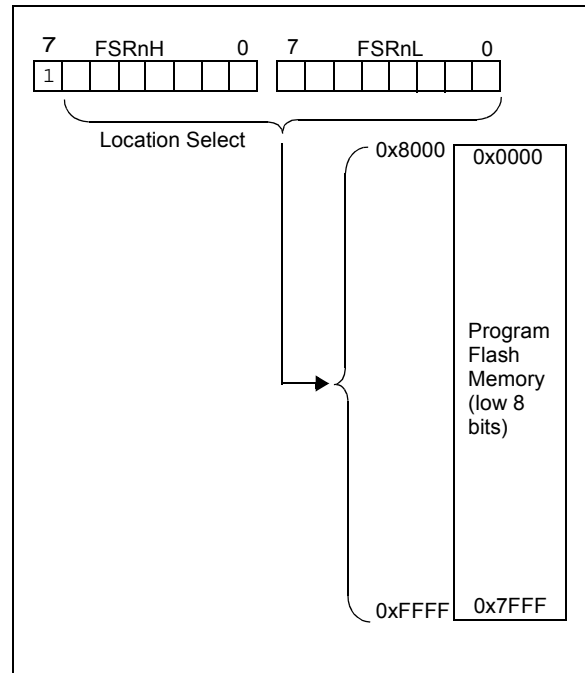 7 FSRnH 0 7 FSRnL 0
1
Location Select
0x8000 0x0000
Program
Flash
Memory
(low 8
bits)
0xFFFF 0x7FFF